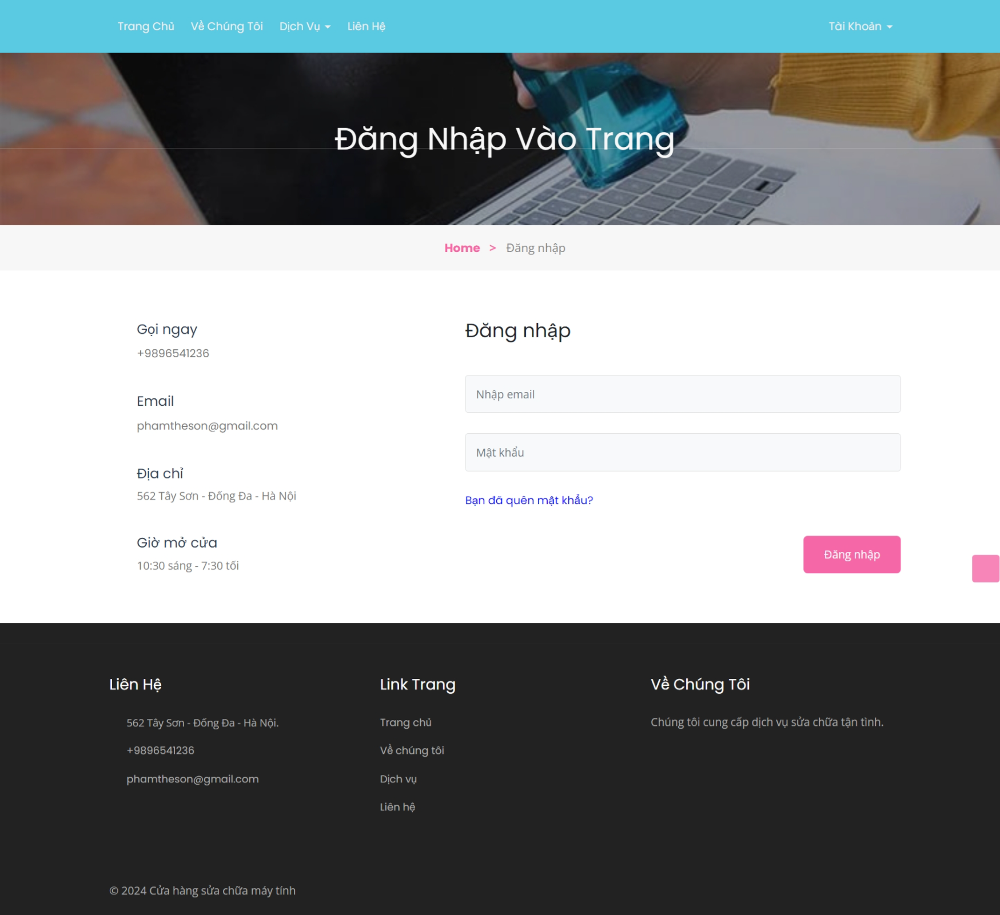 Trang Chủ Về Chúng Tôi Dịch Vụ Liên Hệ Tài Khoản
Đăng Nhập Vào Trang
Home > Đăng nhập
Gọi ngay
+9896541236
Email
phamtheson@gmail.com
Địa chỉ
562 Tây Sơn - Đống Đa - Hà Nội
Giờ mở cửa
10:30 sáng - 7:30 tối
Đăng nhập
Nhập email
Mật khẩu
Bạn đã quên mật khẩu?
Đăng nhập
Liên Hệ
562 Tây Sơn - Đống Đa - Hà Nội.
+9896541236
phamtheson@gmail.com
Link Trang
Trang chủ
Về chúng tôi
Dịch vụ
Liên hệ
Về Chúng Tôi
Chúng tôi cung cấp dịch vụ sửa chữa tận tình.
© 2024 Cửa hàng sửa chữa máy tính